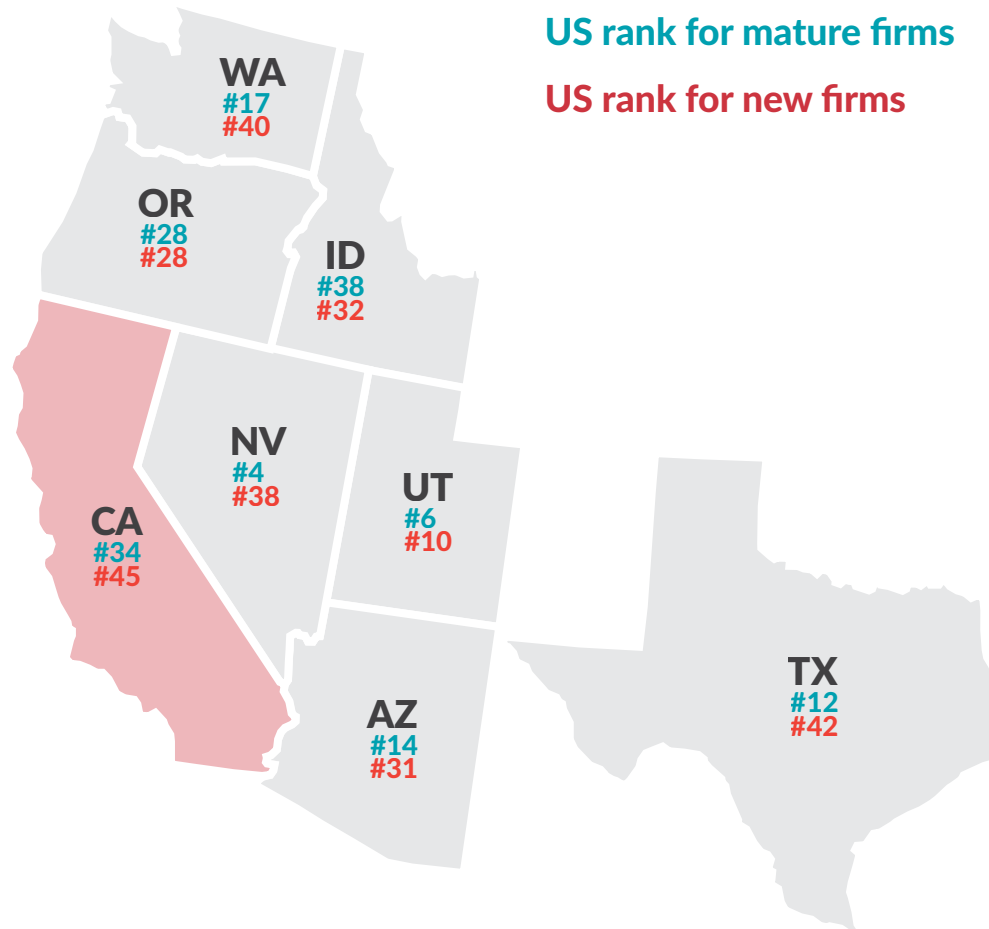 US rank for mature firms
US rank for new firms
WA
#17
#40
OR
#28
#28
ID
#38
#32
NV
#4
#38
UT
#6
#10
CA
#34
#45
TX
#12
#42
AZ
#14
#31